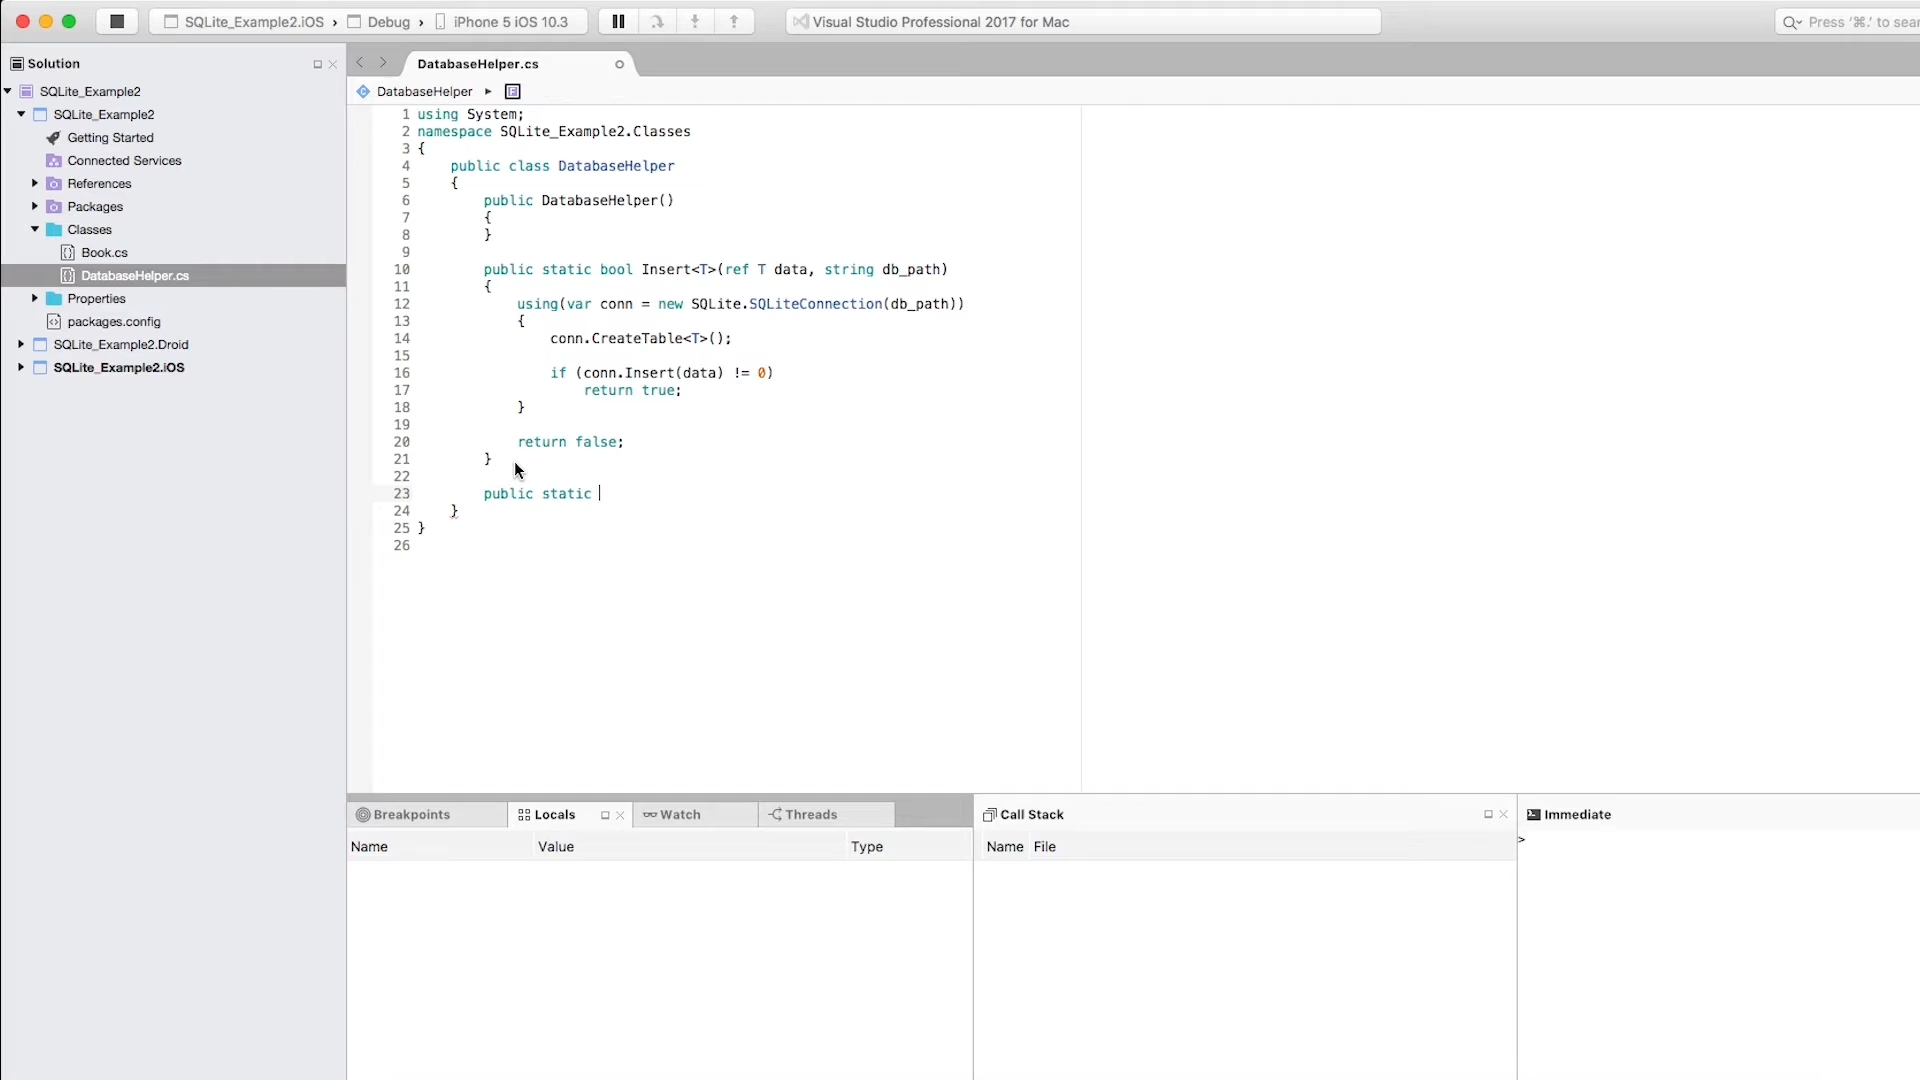 SQLite_Example2.iOS › Debug › iPhone 5 iOS 10.3
Visual Studio Professional 2017 for Mac
Press ‘⌘.’ to sear
Solution
SQLite_Example2
SQLite_Example2
Getting Started
Connected Services
References
Packages
Classes
Book.cs
DatabaseHelper.cs
Properties
packages.config
SQLite_Example2.Droid
SQLite_Example2.iOS
DatabaseHelper.cs
DatabaseHelper
1 using System;
2 namespace SQLite_Example2.Classes
3 {
4 public class DatabaseHelper
5 {
6 public DatabaseHelper()
7 {
8 }
9
10 public static bool Insert<T>(ref T data, string db_path)
11 {
12 using(var conn = new SQLite.SQLiteConnection(db_path))
13 {
14 conn.CreateTable<T>();
15
16 if (conn.Insert(data) != 0)
17 return true;
18 }
19
20 return false;
21 }
22
23 public static
24 }
25 }
26
Breakpoints
Locals
Watch
Threads
Name Value Type
Call Stack
Name File
Immediate
>